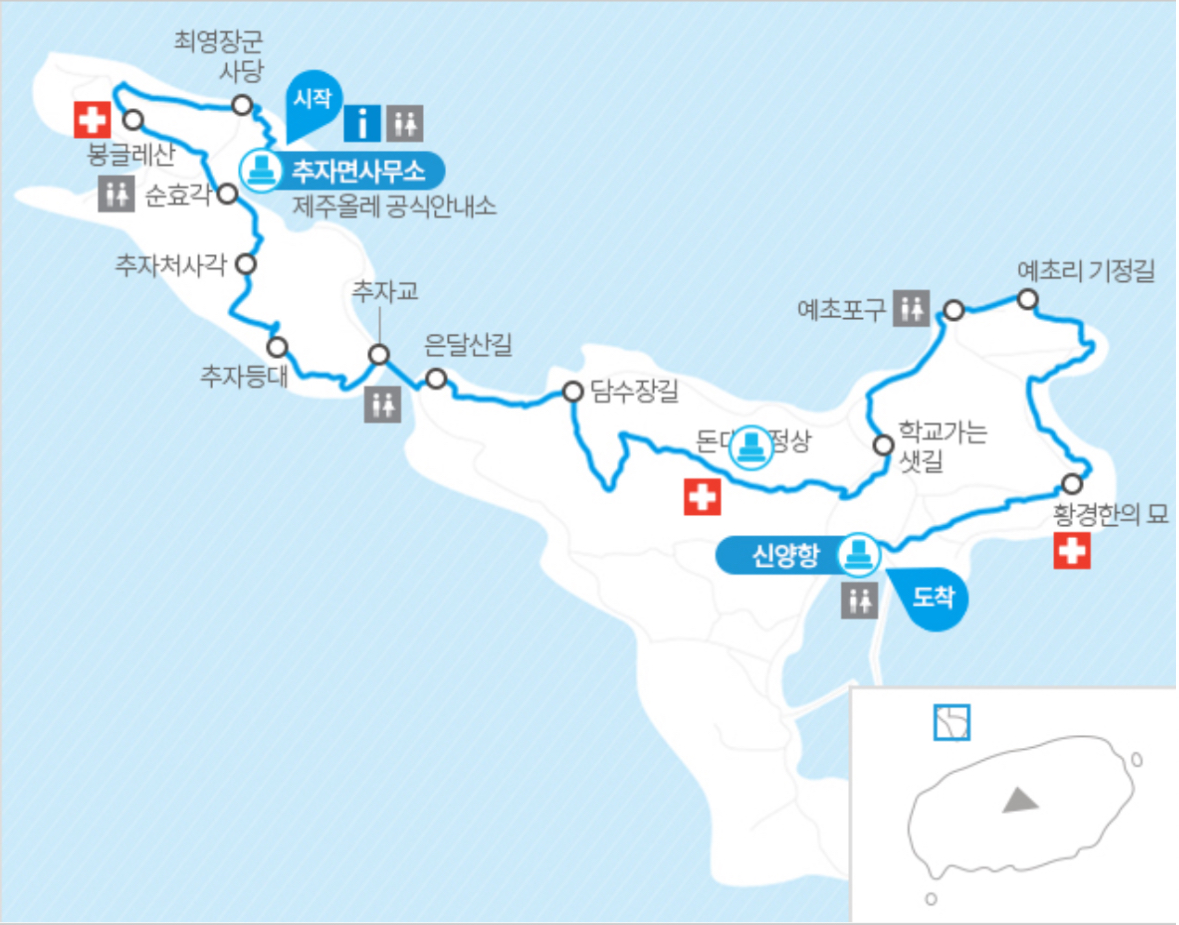 최영장군
사당
시작
봉글레산
추자면사무소
순효각
제주올레 공식안내소
추자처사각
예초리 기정길
추자교
예초포구
은달산길
추자등대
담수장길
학교가는
샛길
정상
황경한의 묘
신양항
도착